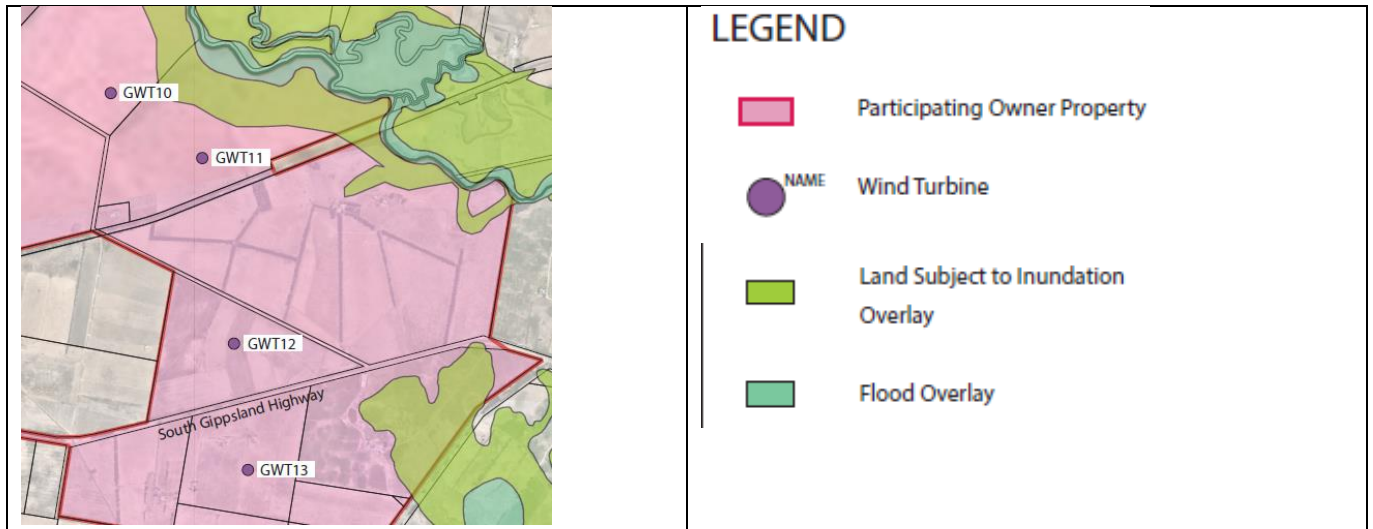 GWT10
GWT11
GWT12
South Gippsland Highway
GWT13
LEGEND
Participating Owner Property
NAME
Wind Turbine
Land Subject to Inundation
Overlay
Flood Overlay